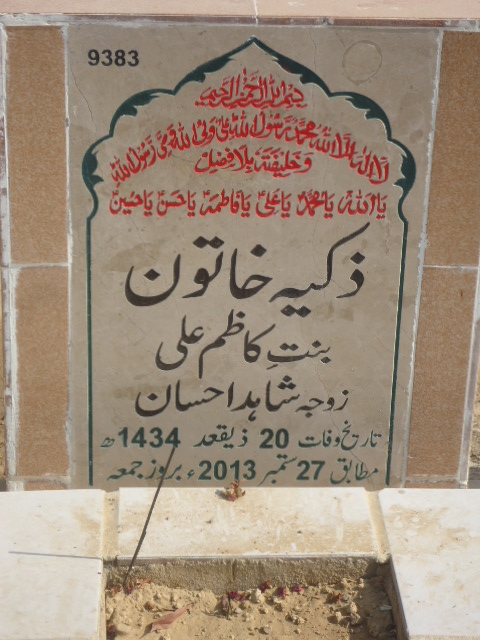 9383
بسم اللہ الرحمن الرحیم
لا الہ الا اللہ محمد رسول اللہ علی ولی اللہ وصی رسول اللہ
وخلیفتہ بلا فصل
یا اللہ یا محمدؐ یا علیؑ یا فاطمہؑ یا حسنؑ یا حسینؑ
ذکیہ خاتون
بنتِ کاظم علی
زوجہ شاہد احسان
تاریخ وفات 20 ذیقعد 1434ھ
مطابق 27 ستمبر 2013ء بروز جمعہ